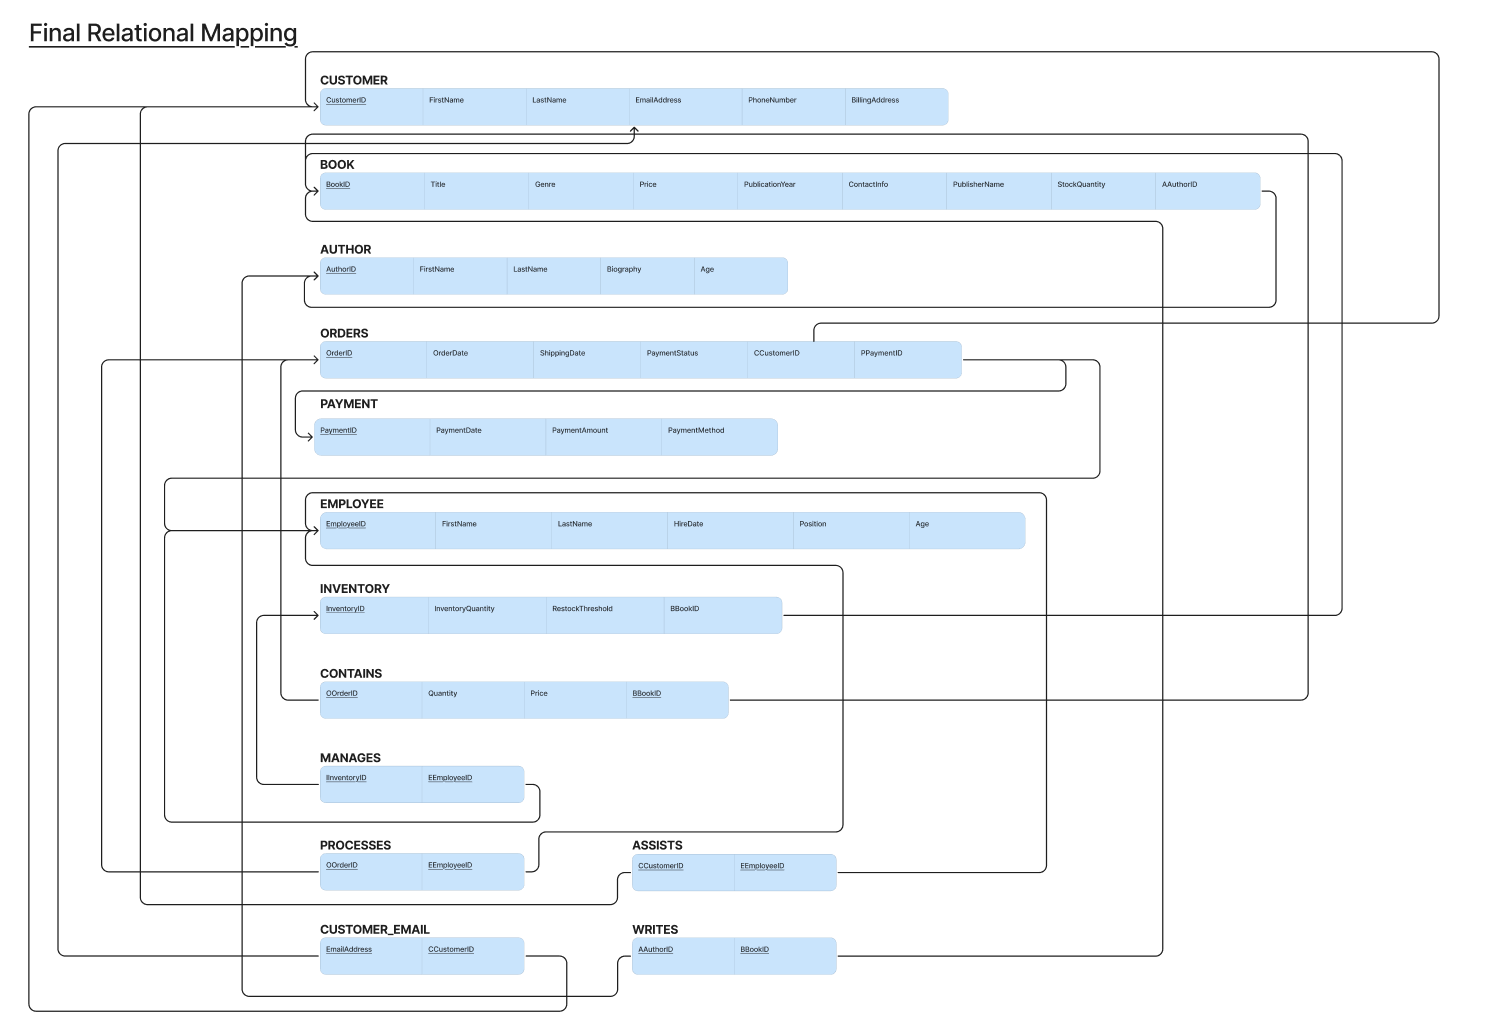 Final Relational Mapping
CUSTOMER
CustomerID FirstName LastName EmailAddress PhoneNumber BillingAddress
BOOK
BookID Title Genre Price PublicationYear ContactInfo PublisherName StockQuantity AAuthorID
AUTHOR
AuthorID FirstName LastName Biography Age
ORDERS
OrderID OrderDate ShippingDate PaymentStatus CCustomerID PPaymentID
PAYMENT
PaymentID PaymentDate PaymentAmount PaymentMethod
EMPLOYEE
EmployeeID FirstName LastName HireDate Position Age
INVENTORY
InventoryID InventoryQuantity RestockThreshold BBookID
CONTAINS
OOrderID Quantity Price BBookID
MANAGES
IInventoryID EEmployeeID
PROCESSES ASSISTS
OOrderID EEmployeeID CCustomerID EEmployeeID
CUSTOMER_EMAIL WRITES
EmailAddress CCustomerID AAuthorID BBookID